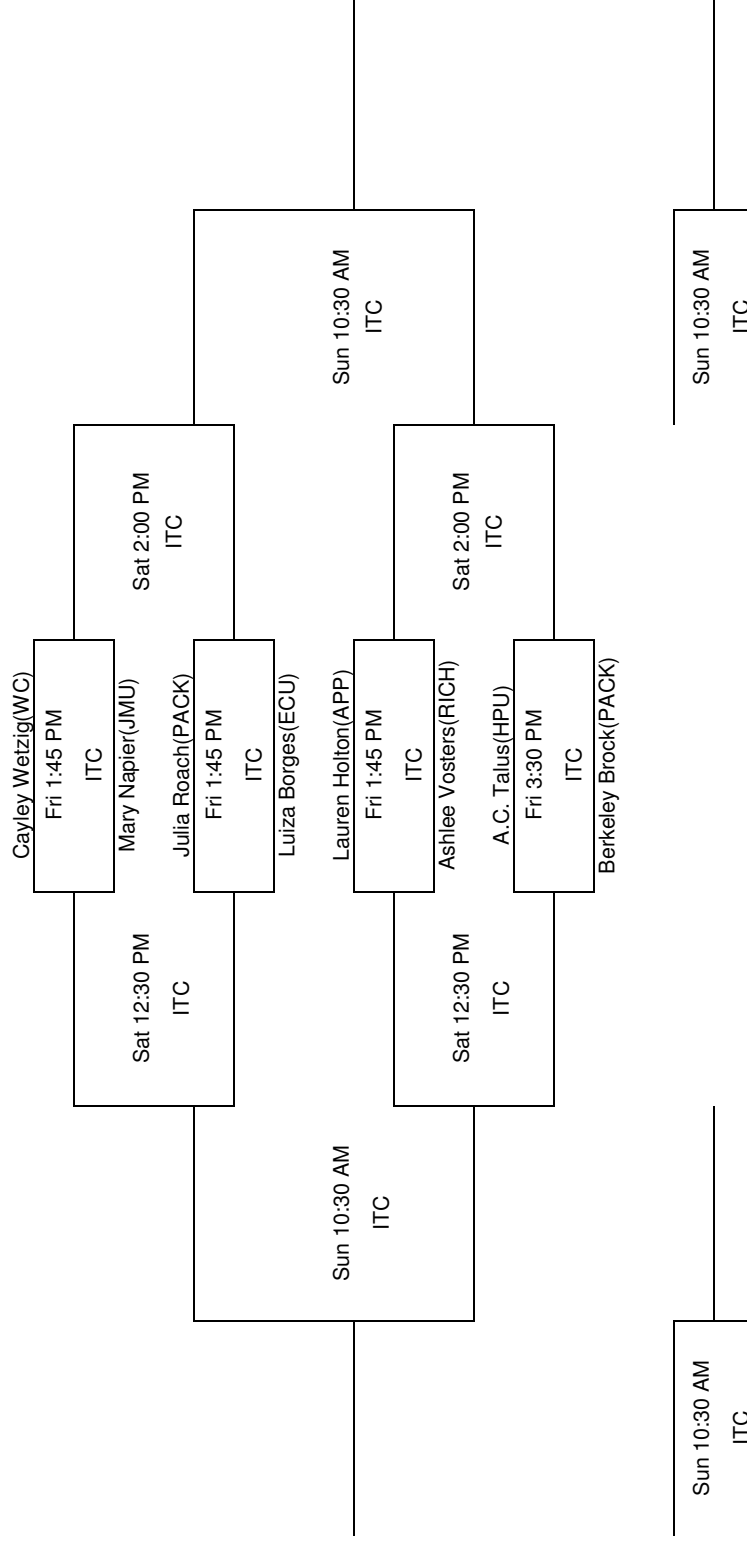 Cayley Wetzig(WC)
Fri 1:45 PM
ITC
Mary Napier(JMU)
Sat 12:30 PM
ITC
Sat 2:00 PM
ITC
Julia Roach(PACK)
Fri 1:45 PM
ITC
Luiza Borges(ECU)
Sun 10:30 AM
ITC
Sun 10:30 AM
ITC
Lauren Holton(APP)
Fri 1:45 PM
ITC
Ashlee Vosters(RICH)
Sat 12:30 PM
ITC
Sat 2:00 PM
ITC
A.C. Talus(HPU)
Fri 3:30 PM
ITC
Berkeley Brock(PACK)
Sun 10:30 AM
ITC
Sun 10:30 AM
ITC